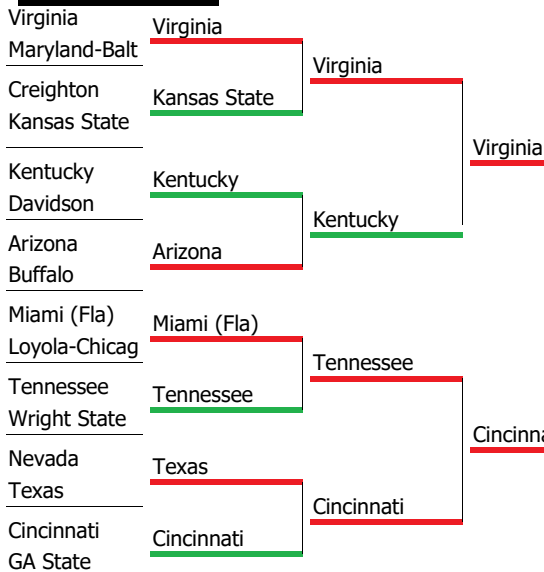 Virginia
Maryland-Balt
Creighton
Kansas State
Kentucky
Davidson
Arizona
Buffalo
Miami (Fla)
Loyola-Chicag
Tennessee
Wright State
Nevada
Texas
Cincinnati
GA State
Virginia
Kansas State
Kentucky
Arizona
Miami (Fla)
Tennessee
Texas
Cincinnati
Virginia
Kentucky
Tennessee
Cincinnati
Virginia
Cincinna